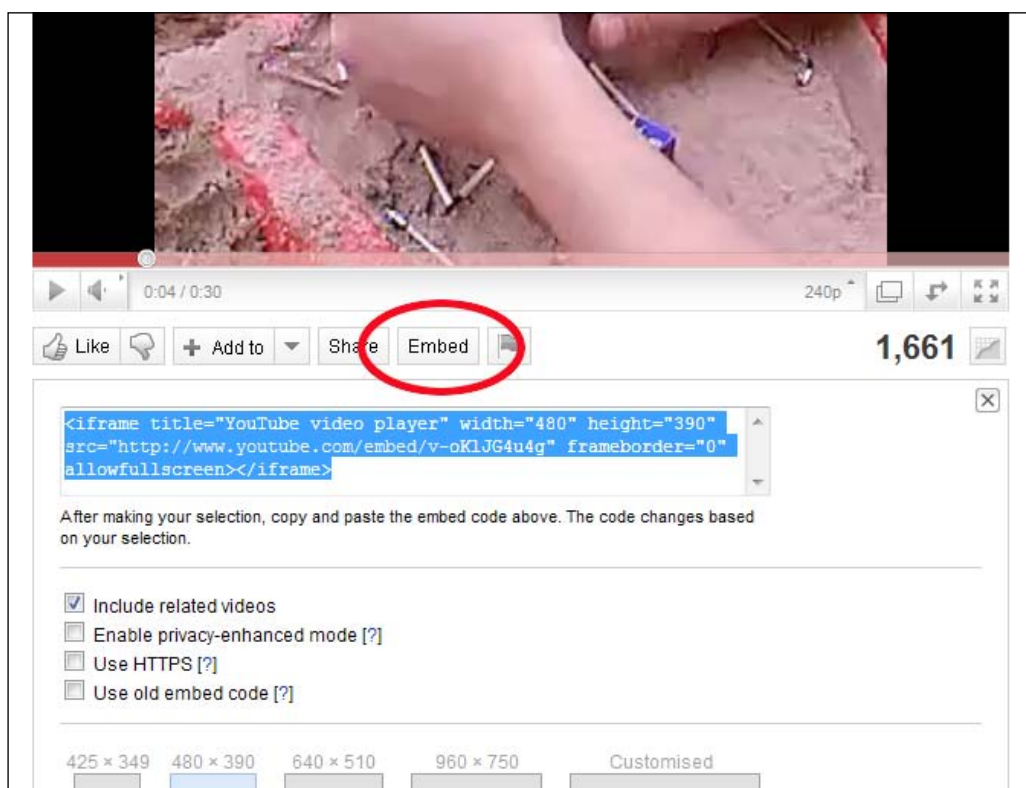 0:04 / 0:30 240p
Like + Add to Share Embed 1,661
<iframe title="YouTube video player" width="480" height="390"
src="http://www.youtube.com/embed/v-oKlJG4u4g" frameborder="0"
allowfullscreen></iframe>
After making your selection, copy and paste the embed code above. The code changes based
on your selection.
Include related videos
Enable privacy-enhanced mode [?]
Use HTTPS [?]
Use old embed code [?]
425 × 349 480 × 390 640 × 510 960 × 750 Customised